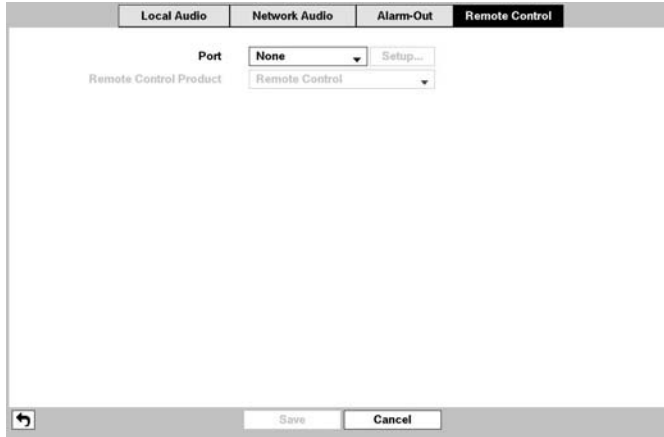 Local Audio Network Audio Alarm-Out Remote Control
Port None Setup...
Remote Control Product Remote Control
Save Cancel